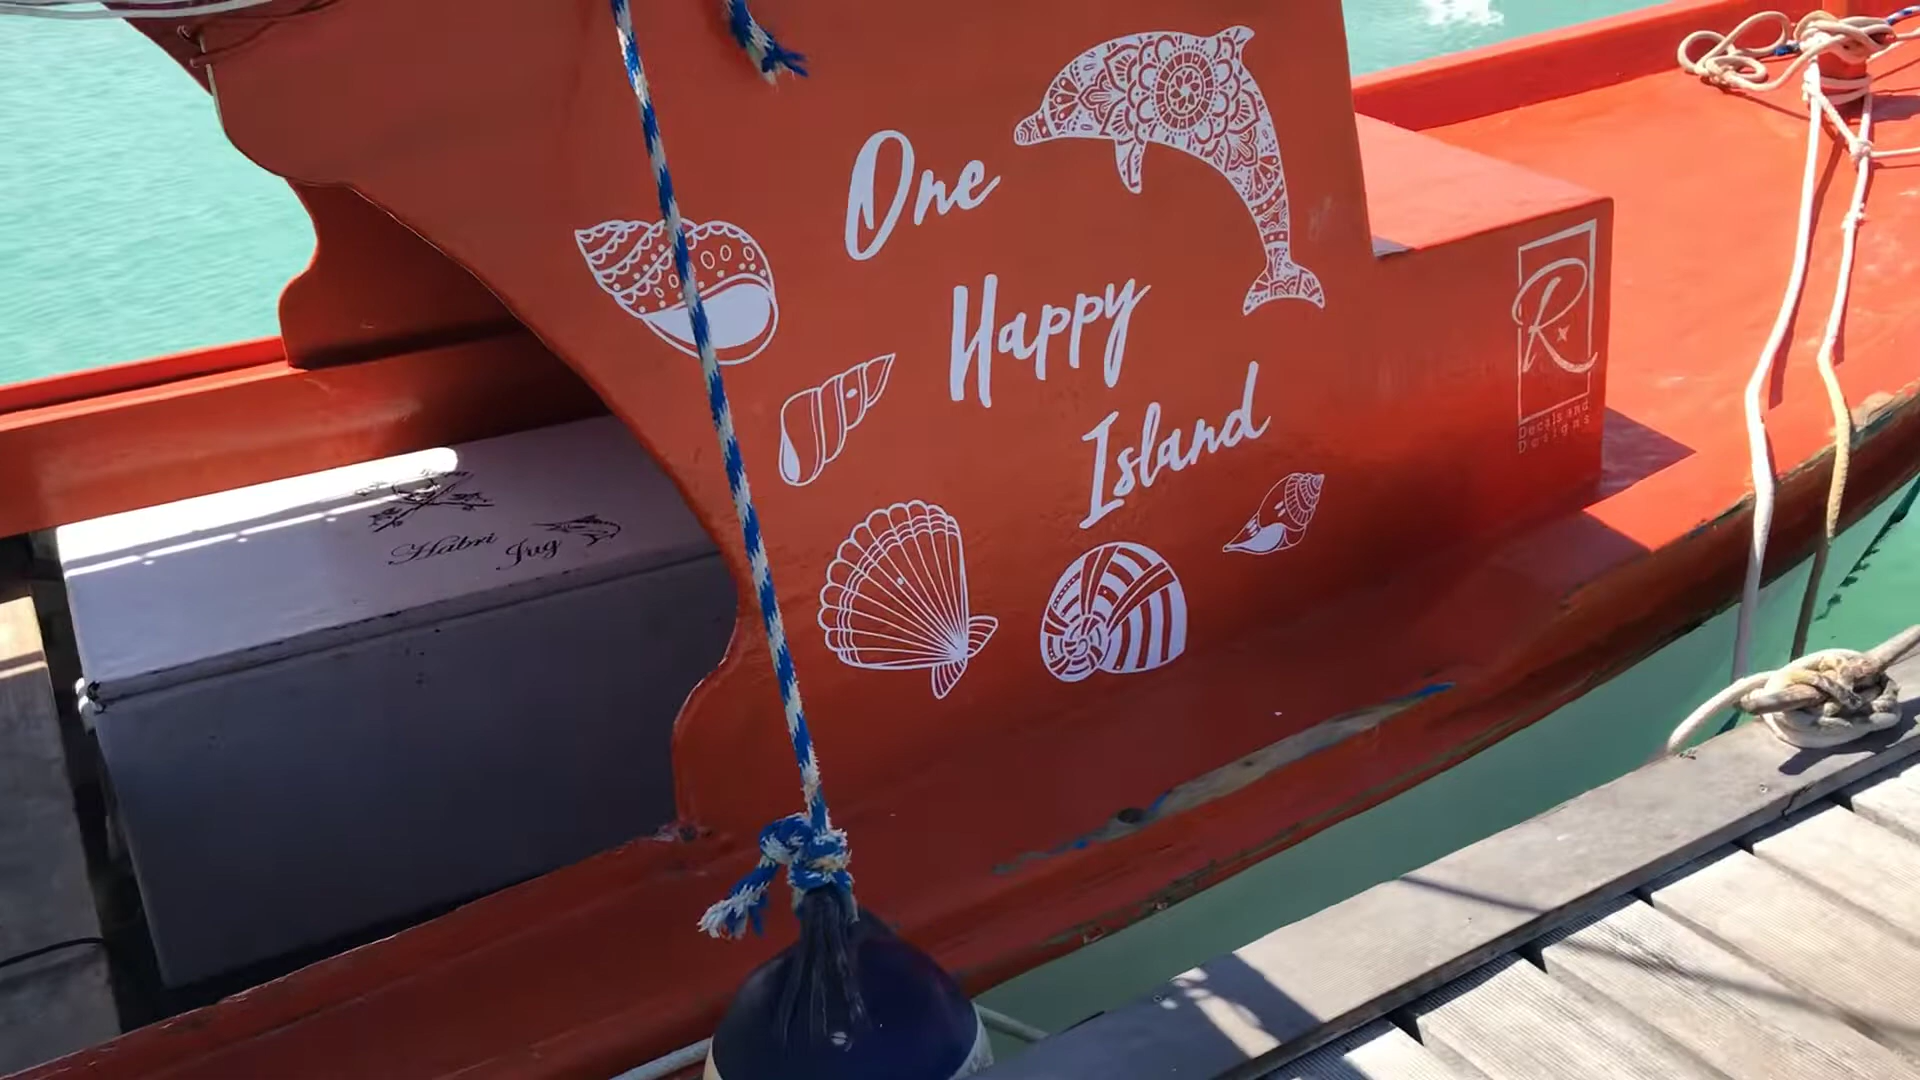 One
Happy
Island
R
Decals and
Designs
Habri Jug